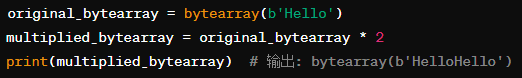 original_bytearray = bytearray(b'Hello')
multiplied_bytearray = original_bytearray * 2
print(multiplied_bytearray)  # 输出: bytearray(b'HelloHello')